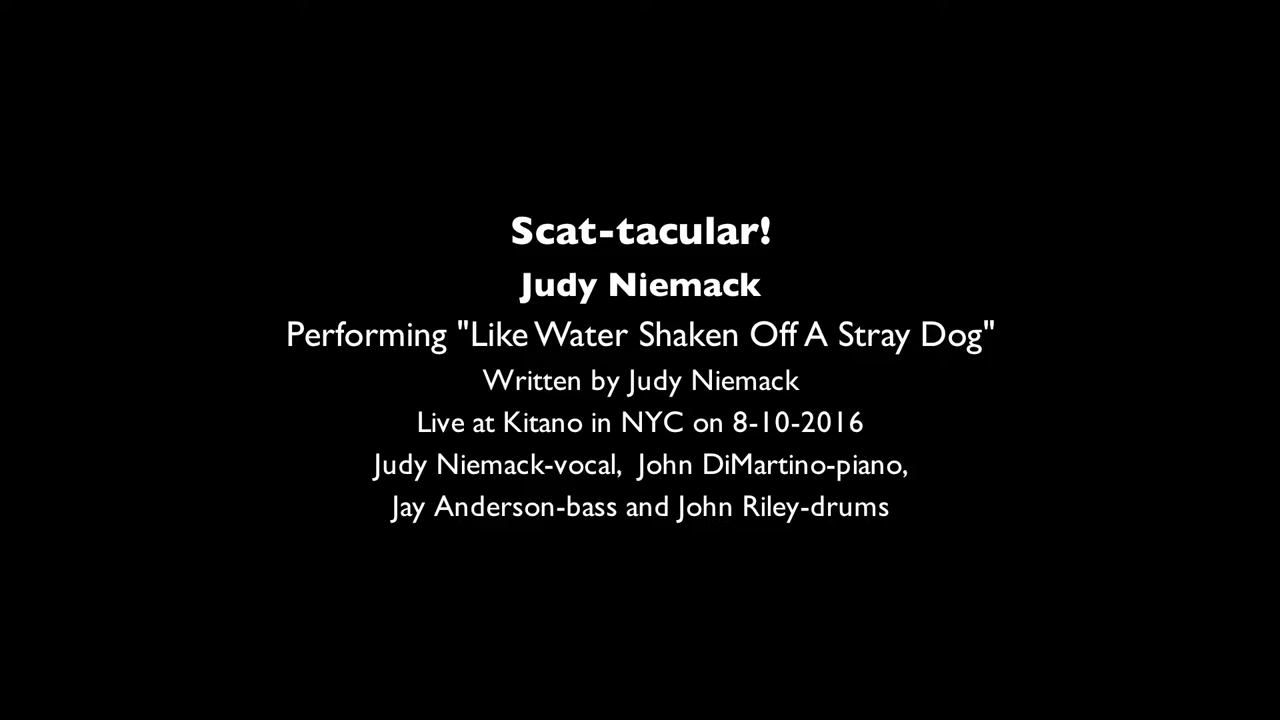 Scat-tacular!
Judy Niemack
Performing "Like Water Shaken Off A Stray Dog"
Written by Judy Niemack
Live at Kitano in NYC on 8-10-2016
Judy Niemack-vocal,  John DiMartino-piano,
Jay Anderson-bass and John Riley-drums